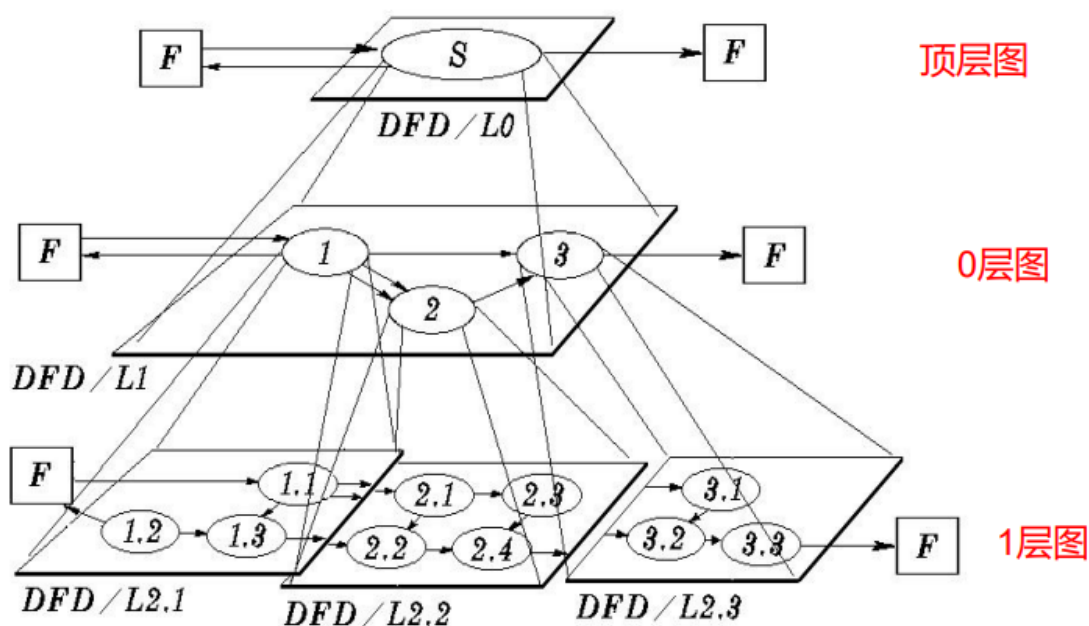 F S F 顶层图
DFD/L0
F 1 3 F 0层图
2
DFD/L1
F 1.1 2.1 2.3 3.1
1.2 1.3 2.2 2.4 3.2 3.3 F 1层图
DFD/L2.1 DFD/L2.2 DFD/L2.3